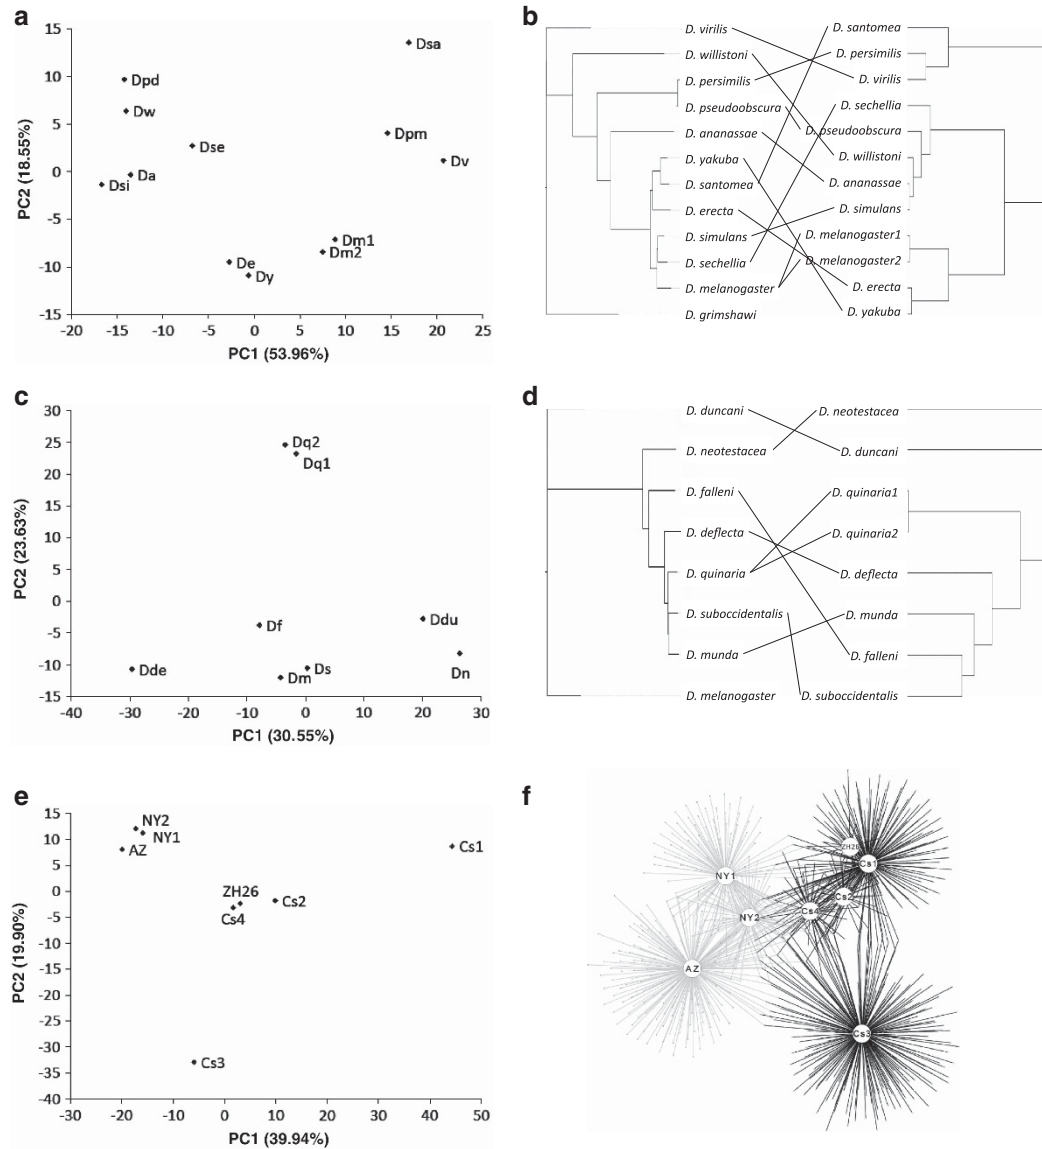 a
15
10
5
0
-5
-10
-15
-20 -15 -10 -5 0 5 10 15 20 25
PC2 (18.55%)
PC1 (53.96%)
Dsa
Dpd
Dw
Dpm
Dse
Dv
Da
Dsi
Dm1
Dm2
De
Dy
b
D. virilis
D. willistoni
D. persimilis
D. pseudoobscura
D. ananassae
D. yakuba
D. santomea
D. erecta
D. simulans
D. sechellia
D. melanogaster
D. grimshawi
D. santomea
D. persimilis
D. virilis
D. sechellia
D. pseudoobscura
D. willistoni
D. ananassae
D. simulans
D. melanogaster1
D. melanogaster2
D. erecta
D. yakuba
c
30
25
20
15
10
5
0
-5
-10
-15
-40 -30 -20 -10 0 10 20 30
PC2 (23.63%)
PC1 (30.55%)
Dq2
Dq1
Df
Ddu
Dde
Ds
Dm
Dn
d
D. duncani
D. neotestacea
D. falleni
D. deflecta
D. quinaria
D. suboccidentalis
D. munda
D. melanogaster
D. neotestacea
D. duncani
D. quinaria1
D. quinaria2
D. deflecta
D. munda
D. falleni
D. suboccidentalis
e
15
10
5
0
-5
-10
-15
-20
-25
-30
-35
-40
-30 -20 -10 0 10 20 30 40 50
PC2 (19.90%)
PC1 (39.94%)
NY2
NY1
AZ
Cs1
ZH26
Cs2
Cs4
Cs3
f
ZH26
Cs1
NY1
Cs2
Cs4
NY2
AZ
Cs3